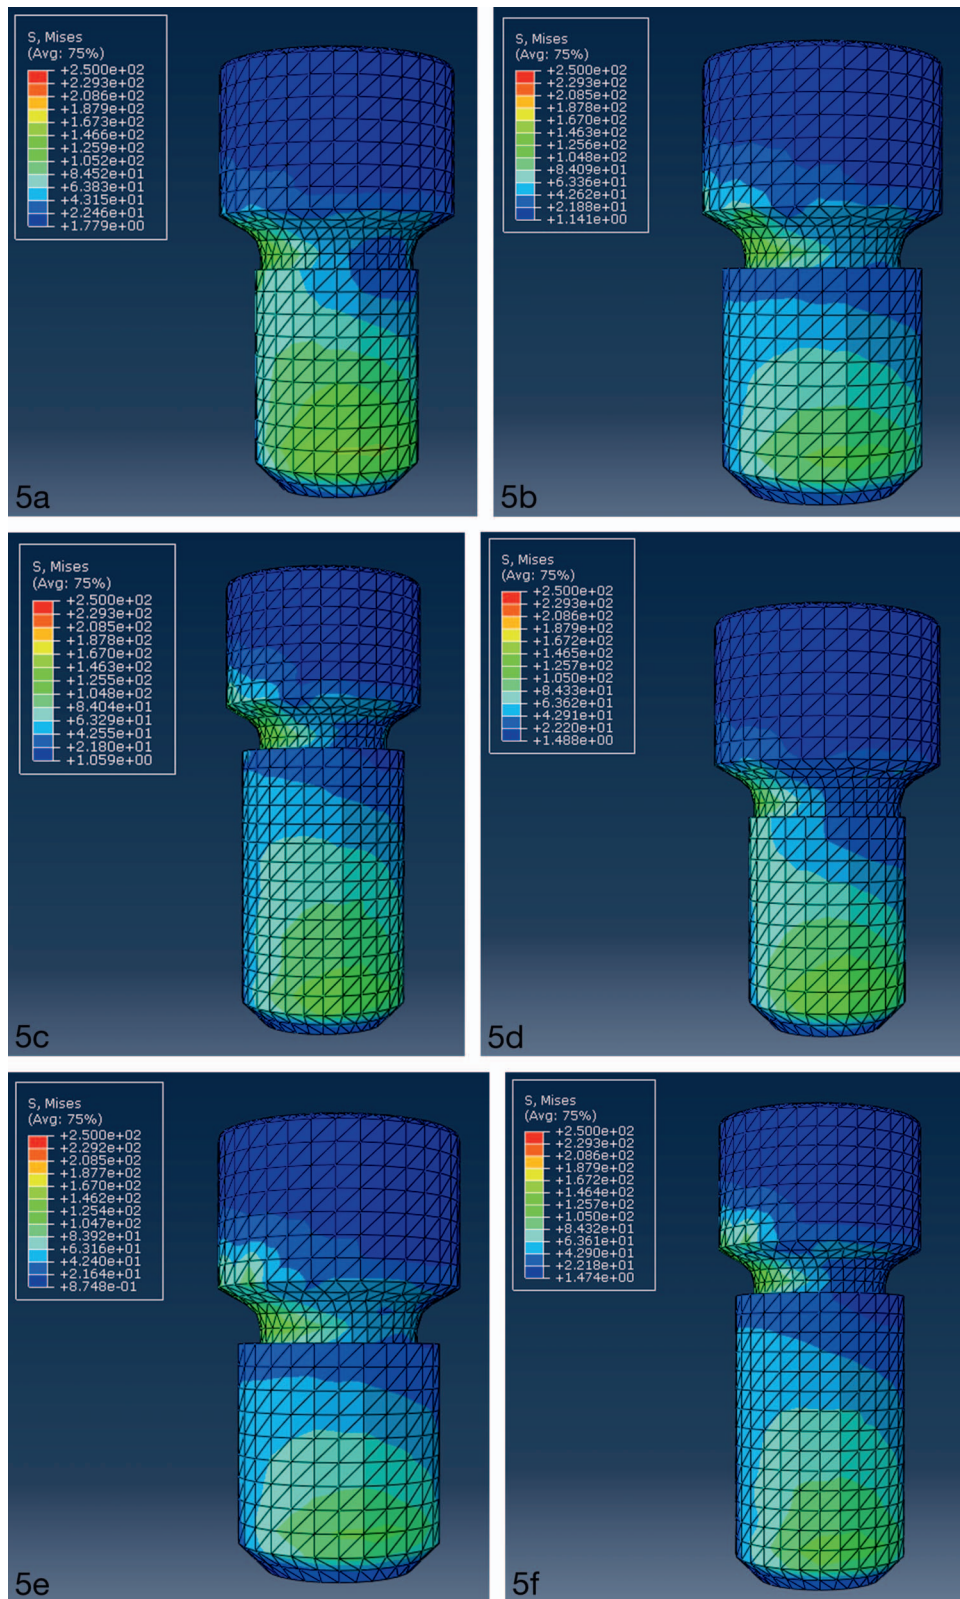 S, Mises
(Avg: 75%)
+2.500e+02
+2.293e+02
+2.086e+02
+1.879e+02
+1.673e+02
+1.466e+02
+1.259e+02
+1.052e+02
+8.452e+01
+6.383e+01
+4.315e+01
+2.246e+01
+1.779e+00
5a
S, Mises
(Avg: 75%)
+2.500e+02
+2.293e+02
+2.085e+02
+1.878e+02
+1.670e+02
+1.463e+02
+1.256e+02
+1.048e+02
+8.409e+01
+6.336e+01
+4.262e+01
+2.188e+01
+1.141e+00
5b
S, Mises
(Avg: 75%)
+2.500e+02
+2.293e+02
+2.085e+02
+1.878e+02
+1.670e+02
+1.463e+02
+1.255e+02
+1.048e+02
+8.404e+01
+6.329e+01
+4.255e+01
+2.180e+01
+1.059e+00
5c
S, Mises
(Avg: 75%)
+2.500e+02
+2.293e+02
+2.086e+02
+1.879e+02
+1.672e+02
+1.465e+02
+1.257e+02
+1.050e+02
+8.433e+01
+6.362e+01
+4.291e+01
+2.220e+01
+1.488e+00
5d
S, Mises
(Avg: 75%)
+2.500e+02
+2.292e+02
+2.085e+02
+1.877e+02
+1.670e+02
+1.462e+02
+1.254e+02
+1.047e+02
+8.392e+01
+6.316e+01
+4.240e+01
+2.164e+01
+8.748e-01
5e
S, Mises
(Avg: 75%)
+2.500e+02
+2.293e+02
+2.086e+02
+1.879e+02
+1.672e+02
+1.464e+02
+1.257e+02
+1.050e+02
+8.432e+01
+6.361e+01
+4.290e+01
+2.218e+01
+1.474e+00
5f